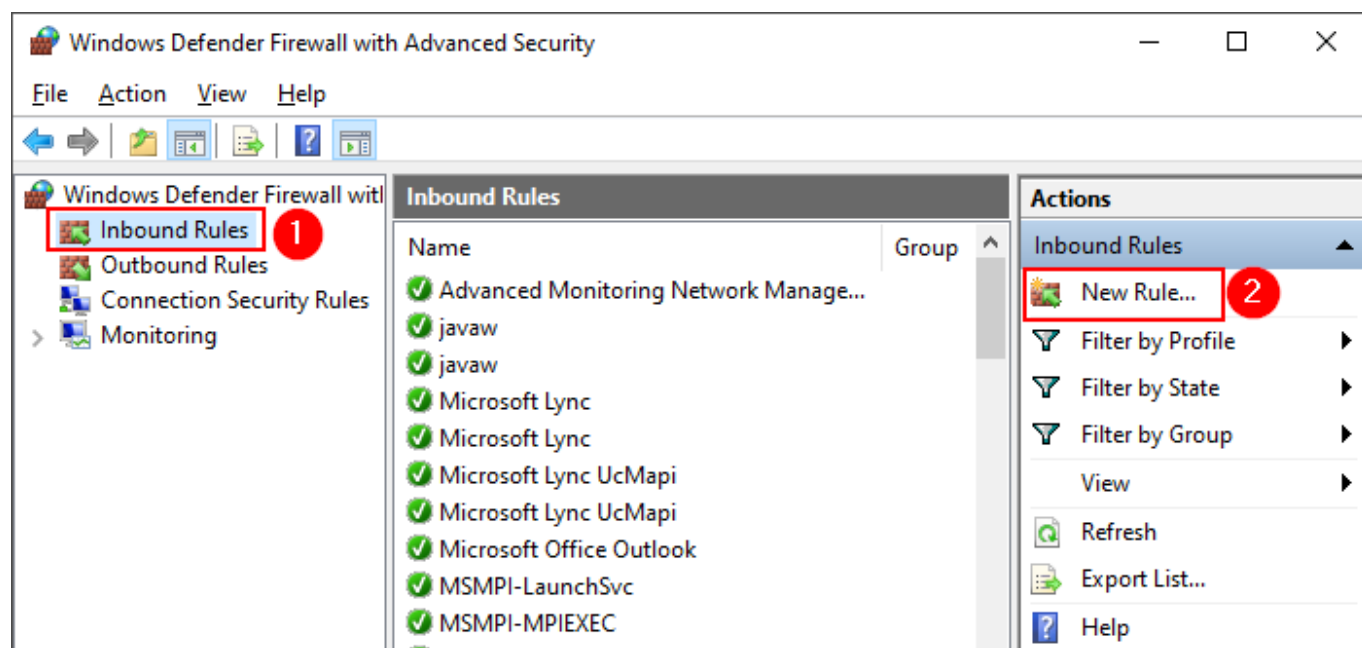 Windows Defender Firewall with Advanced Security
File Action View Help
Windows Defender Firewall witl
Inbound Rules 1
Outbound Rules
Connection Security Rules
Monitoring
Inbound Rules
Name Group
Advanced Monitoring Network Manage...
javaw
javaw
Microsoft Lync
Microsoft Lync
Microsoft Lync UcMapi
Microsoft Lync UcMapi
Microsoft Office Outlook
MSMPI-LaunchSvc
MSMPI-MPIEXEC
Actions
Inbound Rules
New Rule... 2
Filter by Profile
Filter by State
Filter by Group
View
Refresh
Export List...
Help